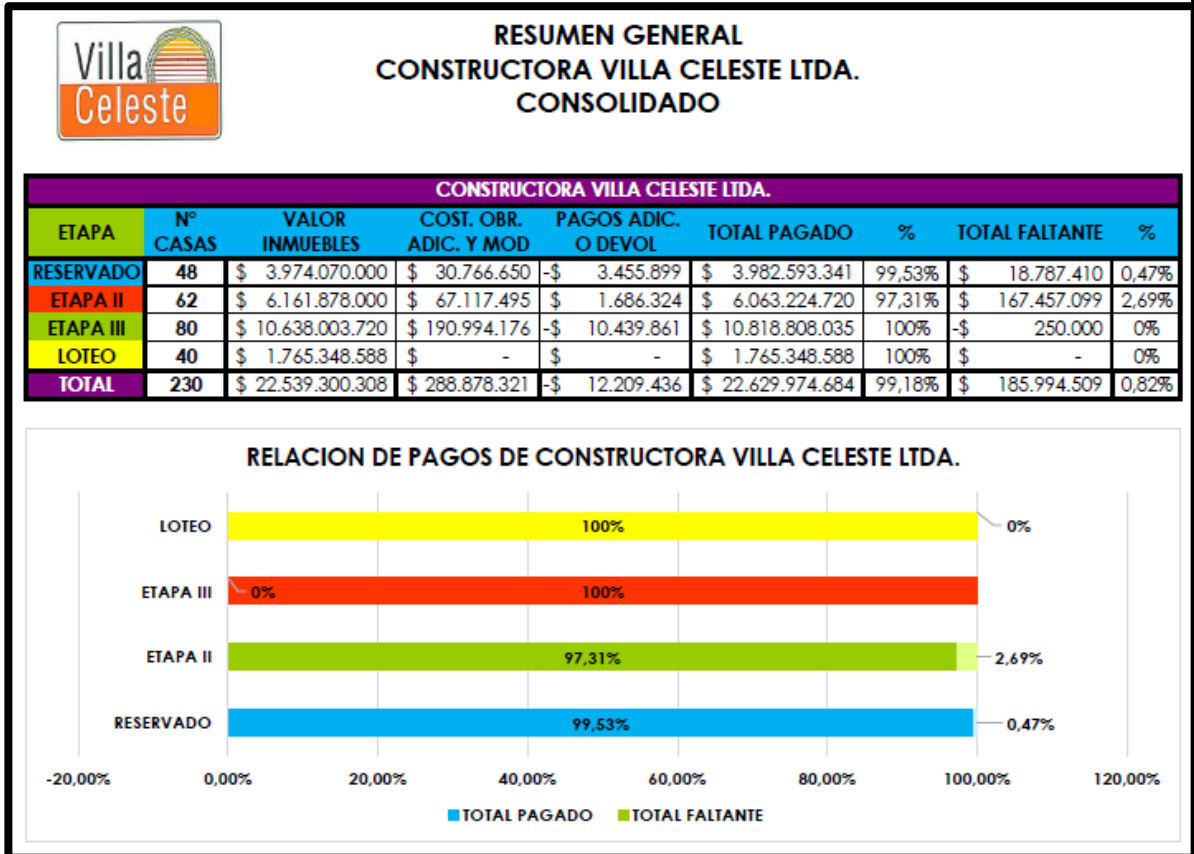 Villa
Celeste
RESUMEN GENERAL
CONSTRUCTORA VILLA CELESTE LTDA.
CONSOLIDADO
CONSTRUCTORA VILLA CELESTE LTDA.
ETAPA N° CASAS VALOR INMUEBLES COST. OBR. ADIC. Y MOD PAGOS ADIC. O DEVOL TOTAL PAGADO % TOTAL FALTANTE %
RESERVADO 48 $ 3.974.070.000 $ 30.766.650 -$ 3.455.899 $ 3.982.593.341 99,53% $ 18.787.410 0,47%
ETAPA II 62 $ 6.161.878.000 $ 67.117.495 $ 1.686.324 $ 6.063.224.720 97,31% $ 167.457.099 2,69%
ETAPA III 80 $ 10.638.003.720 $ 190.994.176 -$ 10.439.861 $ 10.818.808.035 100% -$ 250.000 0%
LOTEO 40 $ 1.765.348.588 $ - $ - $ 1.765.348.588 100% $ - 0%
TOTAL 230 $ 22.539.300.308 $ 288.878.321 -$ 12.209.436 $ 22.629.974.684 99,18% $ 185.994.509 0,82%
RELACION DE PAGOS DE CONSTRUCTORA VILLA CELESTE LTDA.
LOTEO 100% 0%
ETAPA III 0% 100%
ETAPA II 97,31% 2,69%
RESERVADO 99,53% 0,47%
-20,00% 0,00% 20,00% 40,00% 60,00% 80,00% 100,00% 120,00%
TOTAL PAGADO TOTAL FALTANTE